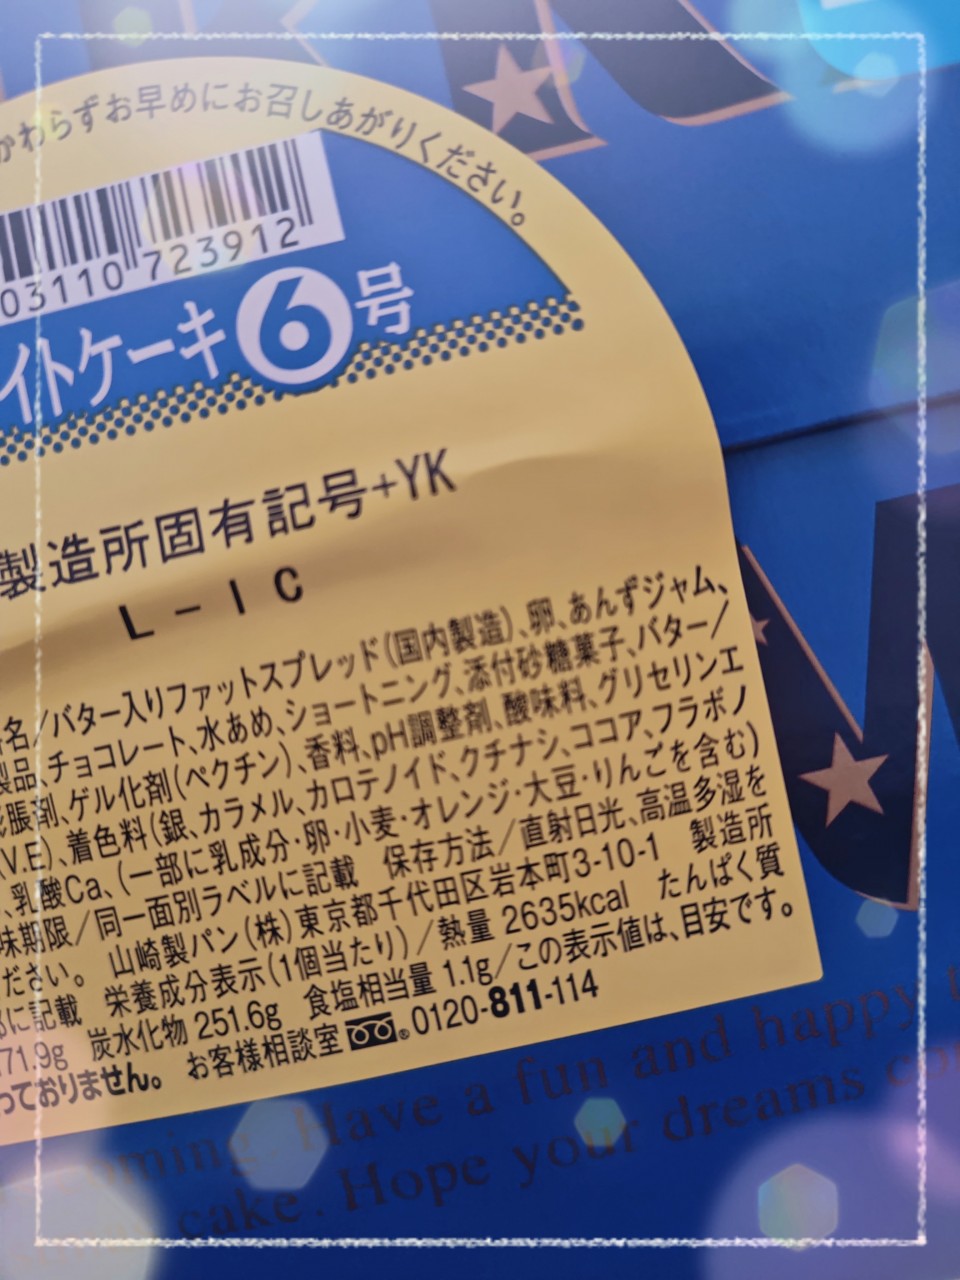 かわらずお早めにお召しあがりください。
03110 723912
イトケーキ6号
製造所固有記号+YK
L-IC
名/バター入りファットスプレッド(国内製造)、卵、あんずジャム、
製品、チョコレート、水あめ、ショートニング、添付砂糖菓子、バター/
膨脹剤、ゲル化剤(ペクチン)、香料、pH調整剤、酸味料、グリセリンエ
V.E)、着色料(銀、カラメル、カロテノイド、クチナシ、ココア、フラボノ
、乳酸Ca、(一部に乳成分・卵・小麦・オレンジ・大豆・りんごを含む)
味期限/同一面別ラベルに記載 保存方法/直射日光、高温多湿を
ださい。 山崎製パン(株)東京都千代田区岩本町3-10-1 製造所
部に記載 栄養成分表示(1個当たり)/熱量 2635kcal たんぱく質
171.9g 炭水化物 251.6g 食塩相当量 1.1g/この表示値は、目安です。
っておりません。 お客様相談室 0120-811-114
coming. Have a fun and happy
cake. Hope your dreams co